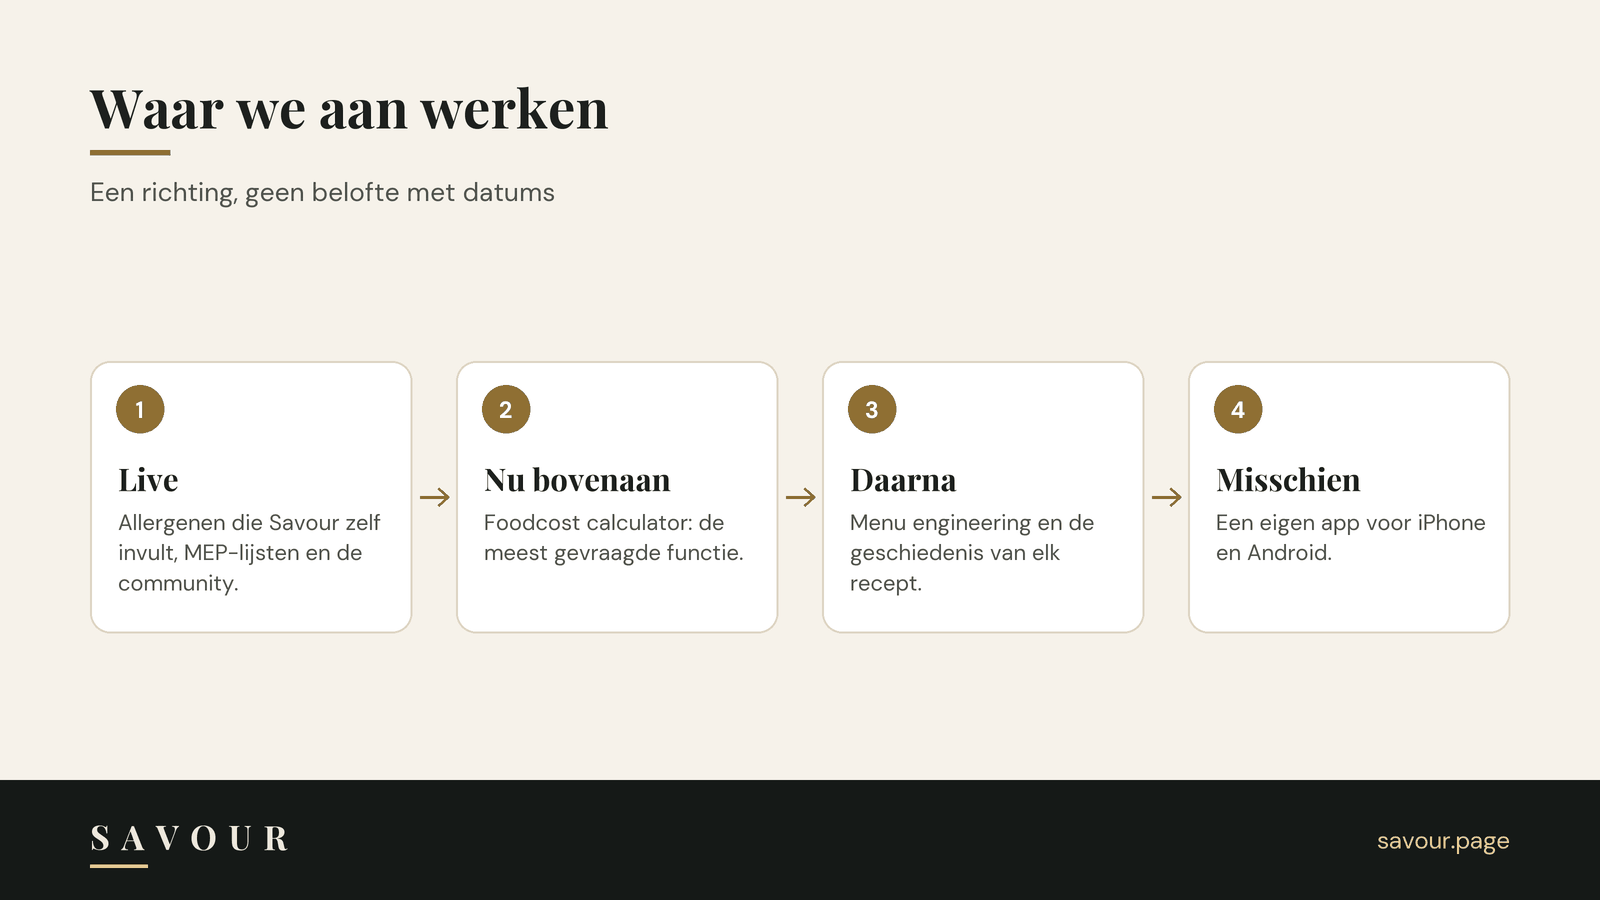 Waar we aan werken
Een richting, geen belofte met datums
1
Live
Allergenen die Savour zelf
invult, MEP-lijsten en de
community.
2
Nu bovenaan
Foodcost calculator: de
meest gevraagde functie.
3
Daarna
Menu engineering en de
geschiedenis van elk
recept.
4
Misschien
Een eigen app voor iPhone
en Android.
SAVOUR
savour.page